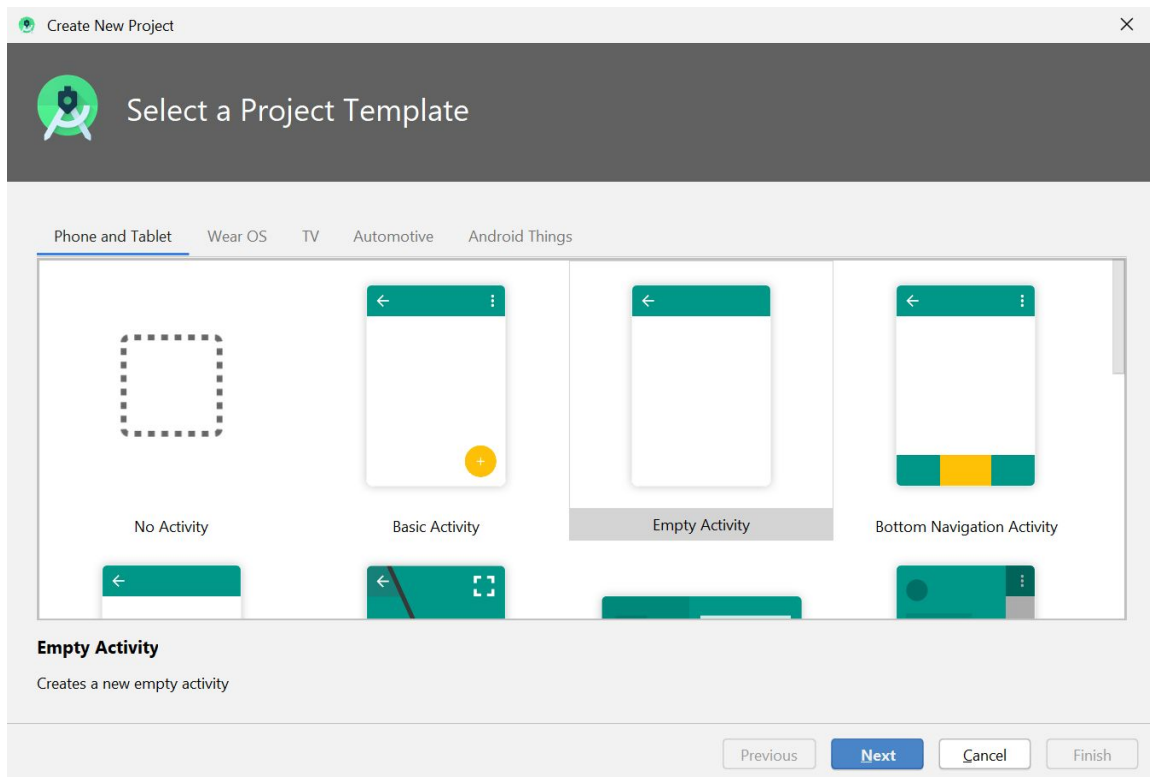 Create New Project
Select a Project Template
Phone and Tablet Wear OS TV Automotive Android Things
No Activity Basic Activity Empty Activity Bottom Navigation Activity
Empty Activity
Creates a new empty activity
Previous Next Cancel Finish